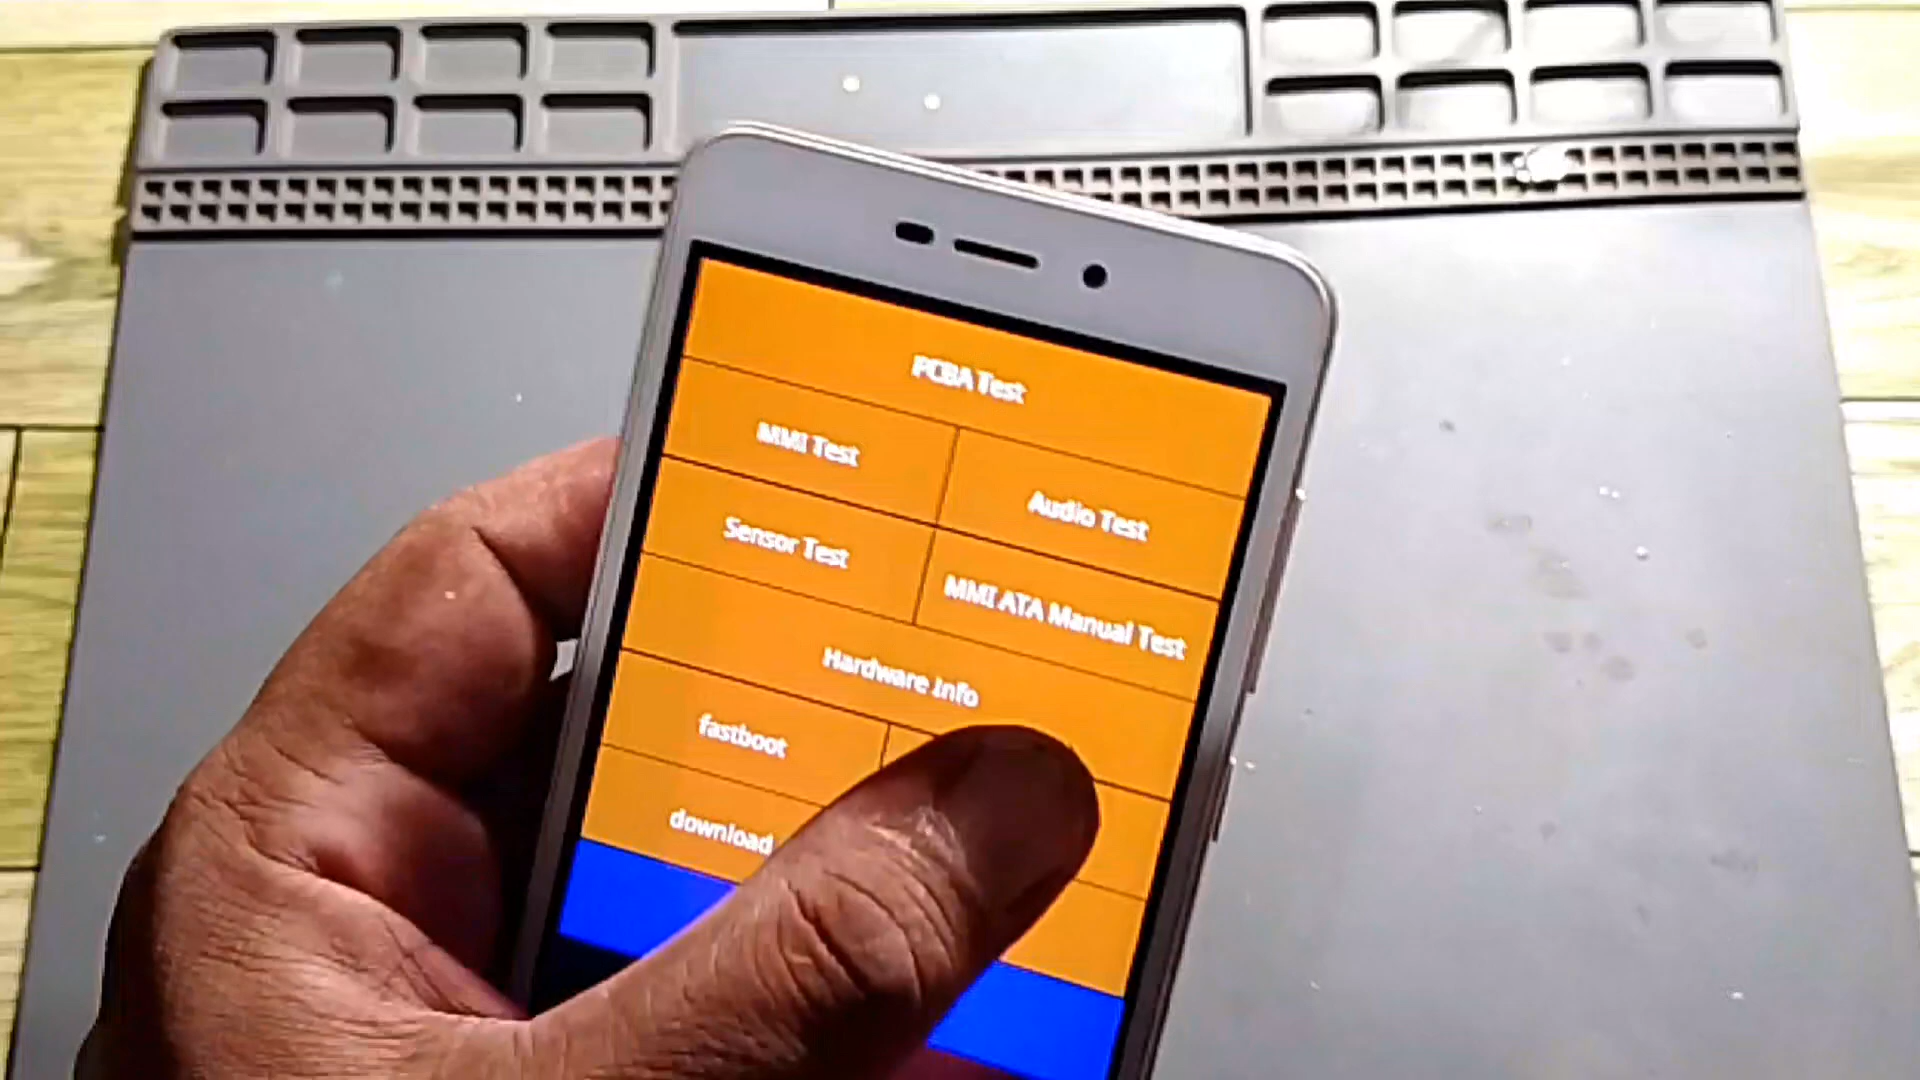 PCBA Test
MMI Test
Audio Test
Sensor Test
MMI ATA Manual Test
Hardware Info
fastboot
download